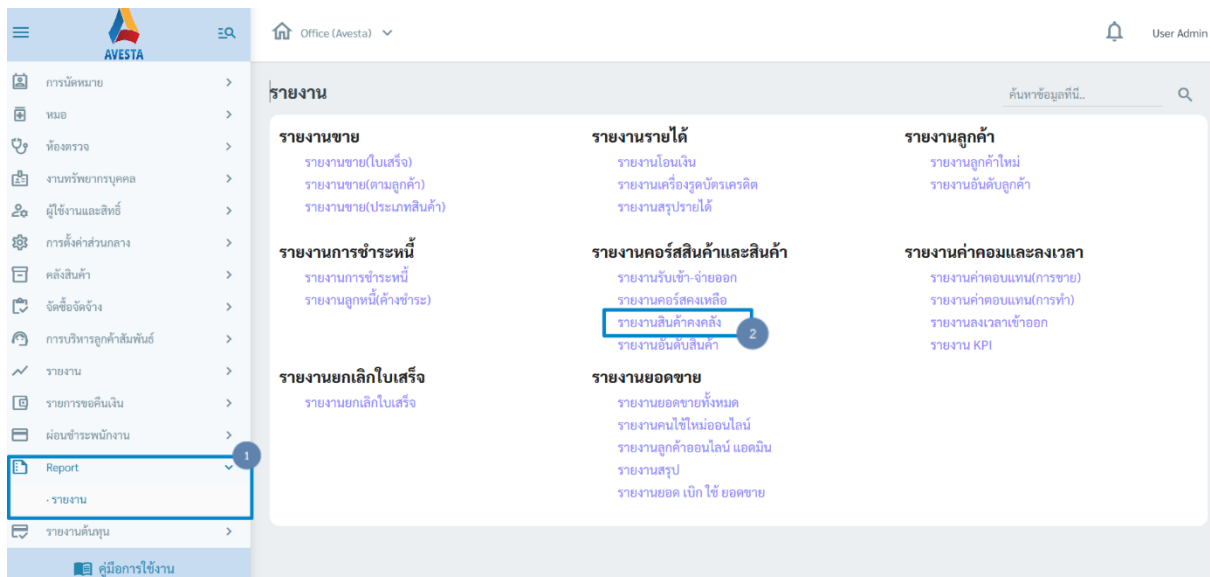 AVESTA
Office (Avesta)
User Admin
การนัดหมาย
หมอ
ห้องตรวจ
งานทรัพยากรบุคคล
ผู้ใช้งานและสิทธิ์
การตั้งค่าส่วนกลาง
คลังสินค้า
จัดซื้อจัดจ้าง
การบริหารลูกค้าสัมพันธ์
รายงาน
รายการขอคืนเงิน
ผ่อนชำระพนักงาน
1
Report
· รายงาน
รายงานต้นทุน
คู่มือการใช้งาน
รายงาน
ค้นหาข้อมูลที่นี่..
รายงานขาย
รายงานขาย(ใบเสร็จ)
รายงานขาย(ตามลูกค้า)
รายงานขาย(ประเภทสินค้า)
รายงานรายได้
รายงานโอนเงิน
รายงานเครื่องรูดบัตรเครดิต
รายงานสรุปรายได้
รายงานลูกค้า
รายงานลูกค้าใหม่
รายงานอันดับลูกค้า
รายงานการชำระหนี้
รายงานการชำระหนี้
รายงานลูกหนี้(ค้างชำระ)
รายงานคอร์สสินค้าและสินค้า
รายงานรับเข้า-จ่ายออก
รายงานคอร์สคงเหลือ
รายงานสินค้าคงคลัง
2
รายงานอันดับสินค้า
รายงานค่าคอมและลงเวลา
รายงานค่าตอบแทน(การขาย)
รายงานค่าตอบแทน(การทำ)
รายงานลงเวลาเข้าออก
รายงาน KPI
รายงานยกเลิกใบเสร็จ
รายงานยกเลิกใบเสร็จ
รายงานยอดขาย
รายงานยอดขายทั้งหมด
รายงานคนไข้ใหม่ออนไลน์
รายงานลูกค้าออนไลน์ แอดมิน
รายงานสรุป
รายงานยอด เบิก ใช้ ยอดขาย